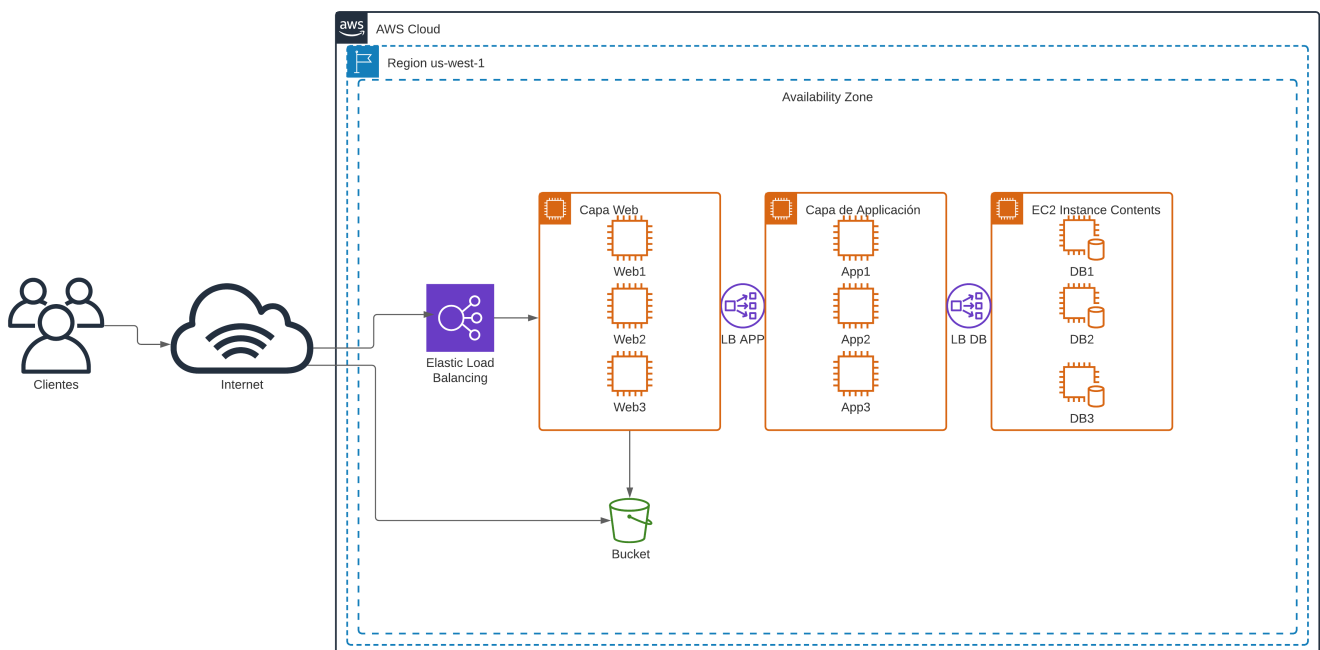 aws
AWS Cloud
Region us-west-1
Availability Zone
Capa Web
Web1
Web2
Web3
Capa de Applicación
App1
App2
App3
EC2 Instance Contents
DB1
DB2
DB3
LB APP
LB DB
Elastic Load
Balancing
Clientes
Internet
Bucket